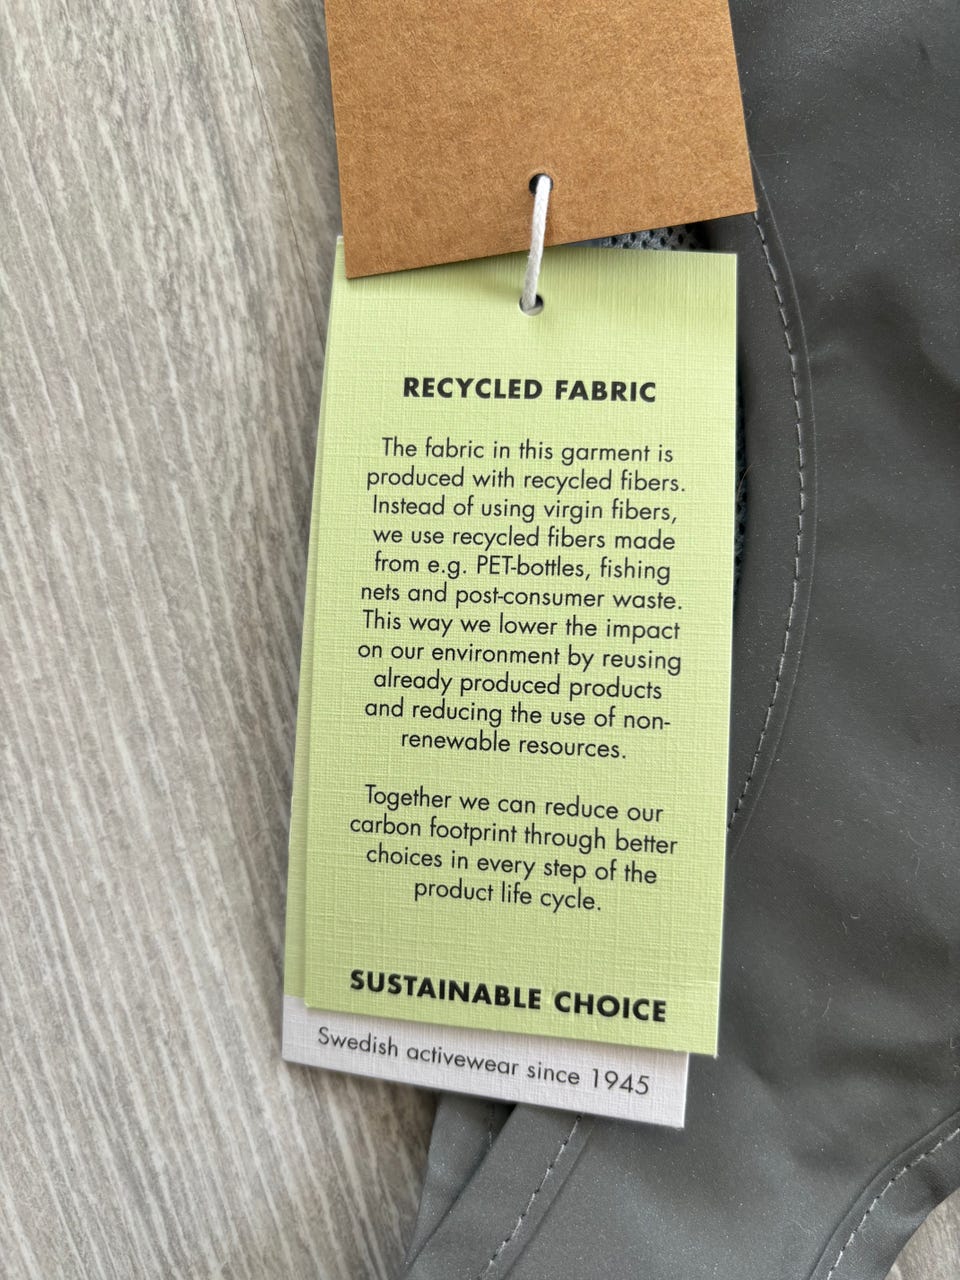 RECYCLED FABRIC
The fabric in this garment is
produced with recycled fibers.
Instead of using virgin fibers,
we use recycled fibers made
from e.g. PET-bottles, fishing
nets and post-consumer waste.
This way we lower the impact
on our environment by reusing
already produced products
and reducing the use of non-
renewable resources.
Together we can reduce our
carbon footprint through better
choices in every step of the
product life cycle.
SUSTAINABLE CHOICE
Swedish activewear since 1945